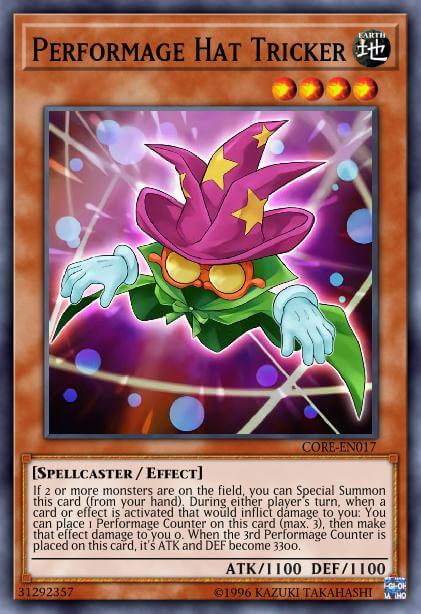 Performage Hat Tricker
EARTH
地
CORE-EN017
[Spellcaster / Effect]
If 2 or more monsters are on the field, you can Special Summon
this card (from your hand). During either player's turn, when a
card or effect is activated that would inflict damage to you: You
can place 1 Performage Counter on this card (max. 3), then make
that effect damage to you 0. When the 3rd Performage Counter is
placed on this card, it's ATK and DEF become 3300.
ATK/1100 DEF/1100
31292357
©1996 KAZUKI TAKAHASHI